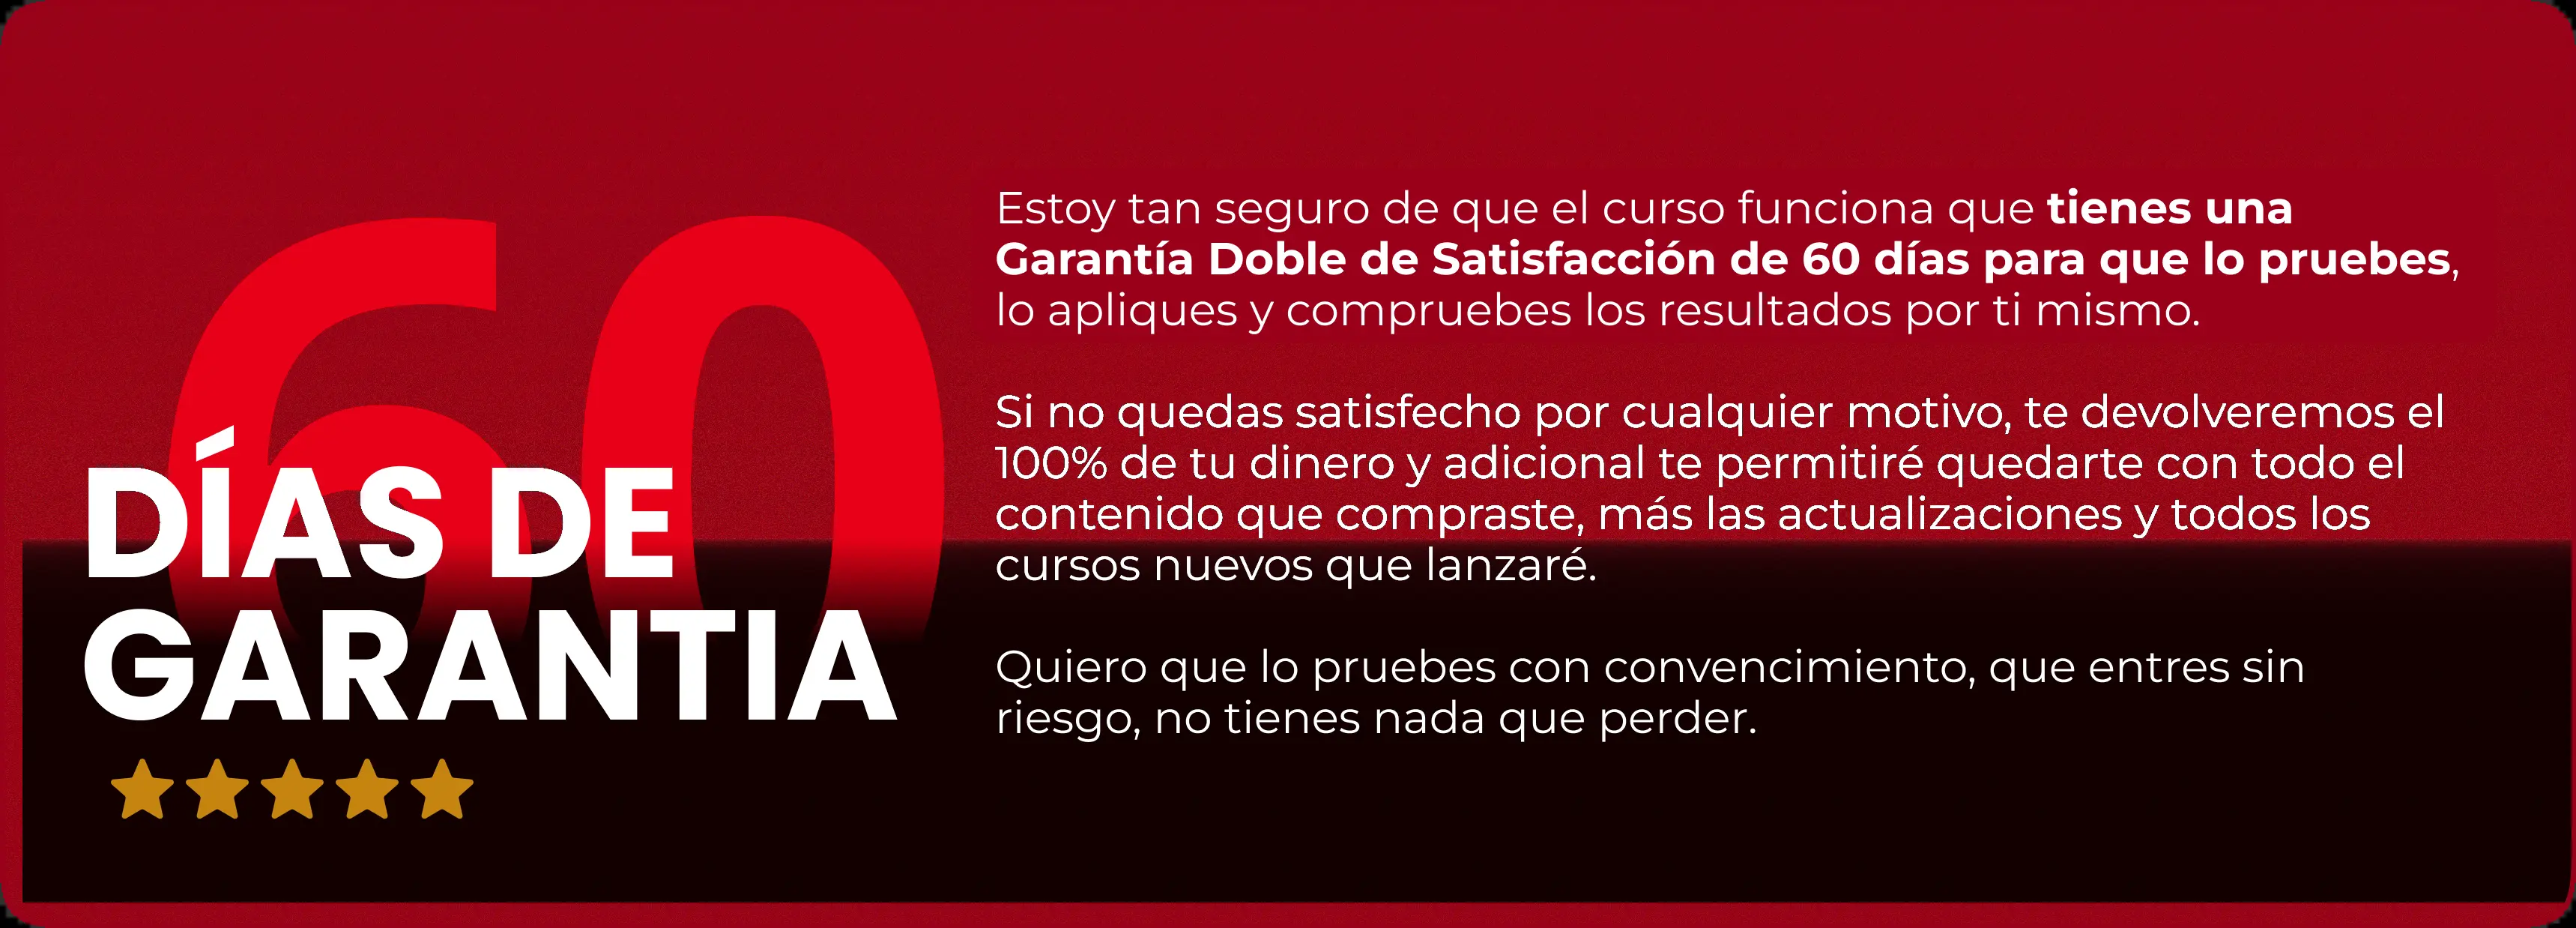 60
DÍAS DE
GARANTIA
Estoy tan seguro de que el curso funciona que tienes una
Garantía Doble de Satisfacción de 60 días para que lo pruebes,
lo apliques y compruebes los resultados por ti mismo.
Si no quedas satisfecho por cualquier motivo, te devolveremos el
100% de tu dinero y adicional te permitiré quedarte con todo el
contenido que compraste, más las actualizaciones y todos los
cursos nuevos que lanzaré.
Quiero que lo pruebes con convencimiento, que entres sin
riesgo, no tienes nada que perder.